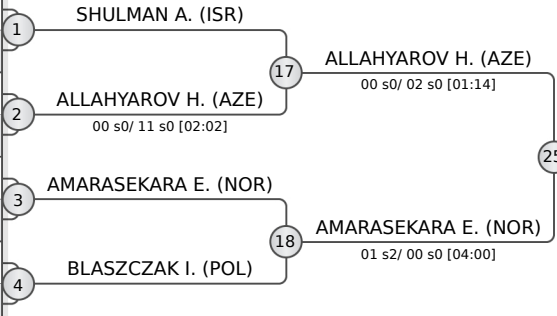 SHULMAN A. (ISR)
1
17
ALLAHYAROV H. (AZE)
00 s0/ 02 s0 [01:14]
2
ALLAHYAROV H. (AZE)
00 s0/ 11 s0 [02:02]
25
3
AMARASEKARA E. (NOR)
18
AMARASEKARA E. (NOR)
01 s2/ 00 s0 [04:00]
4
BLASZCZAK I. (POL)